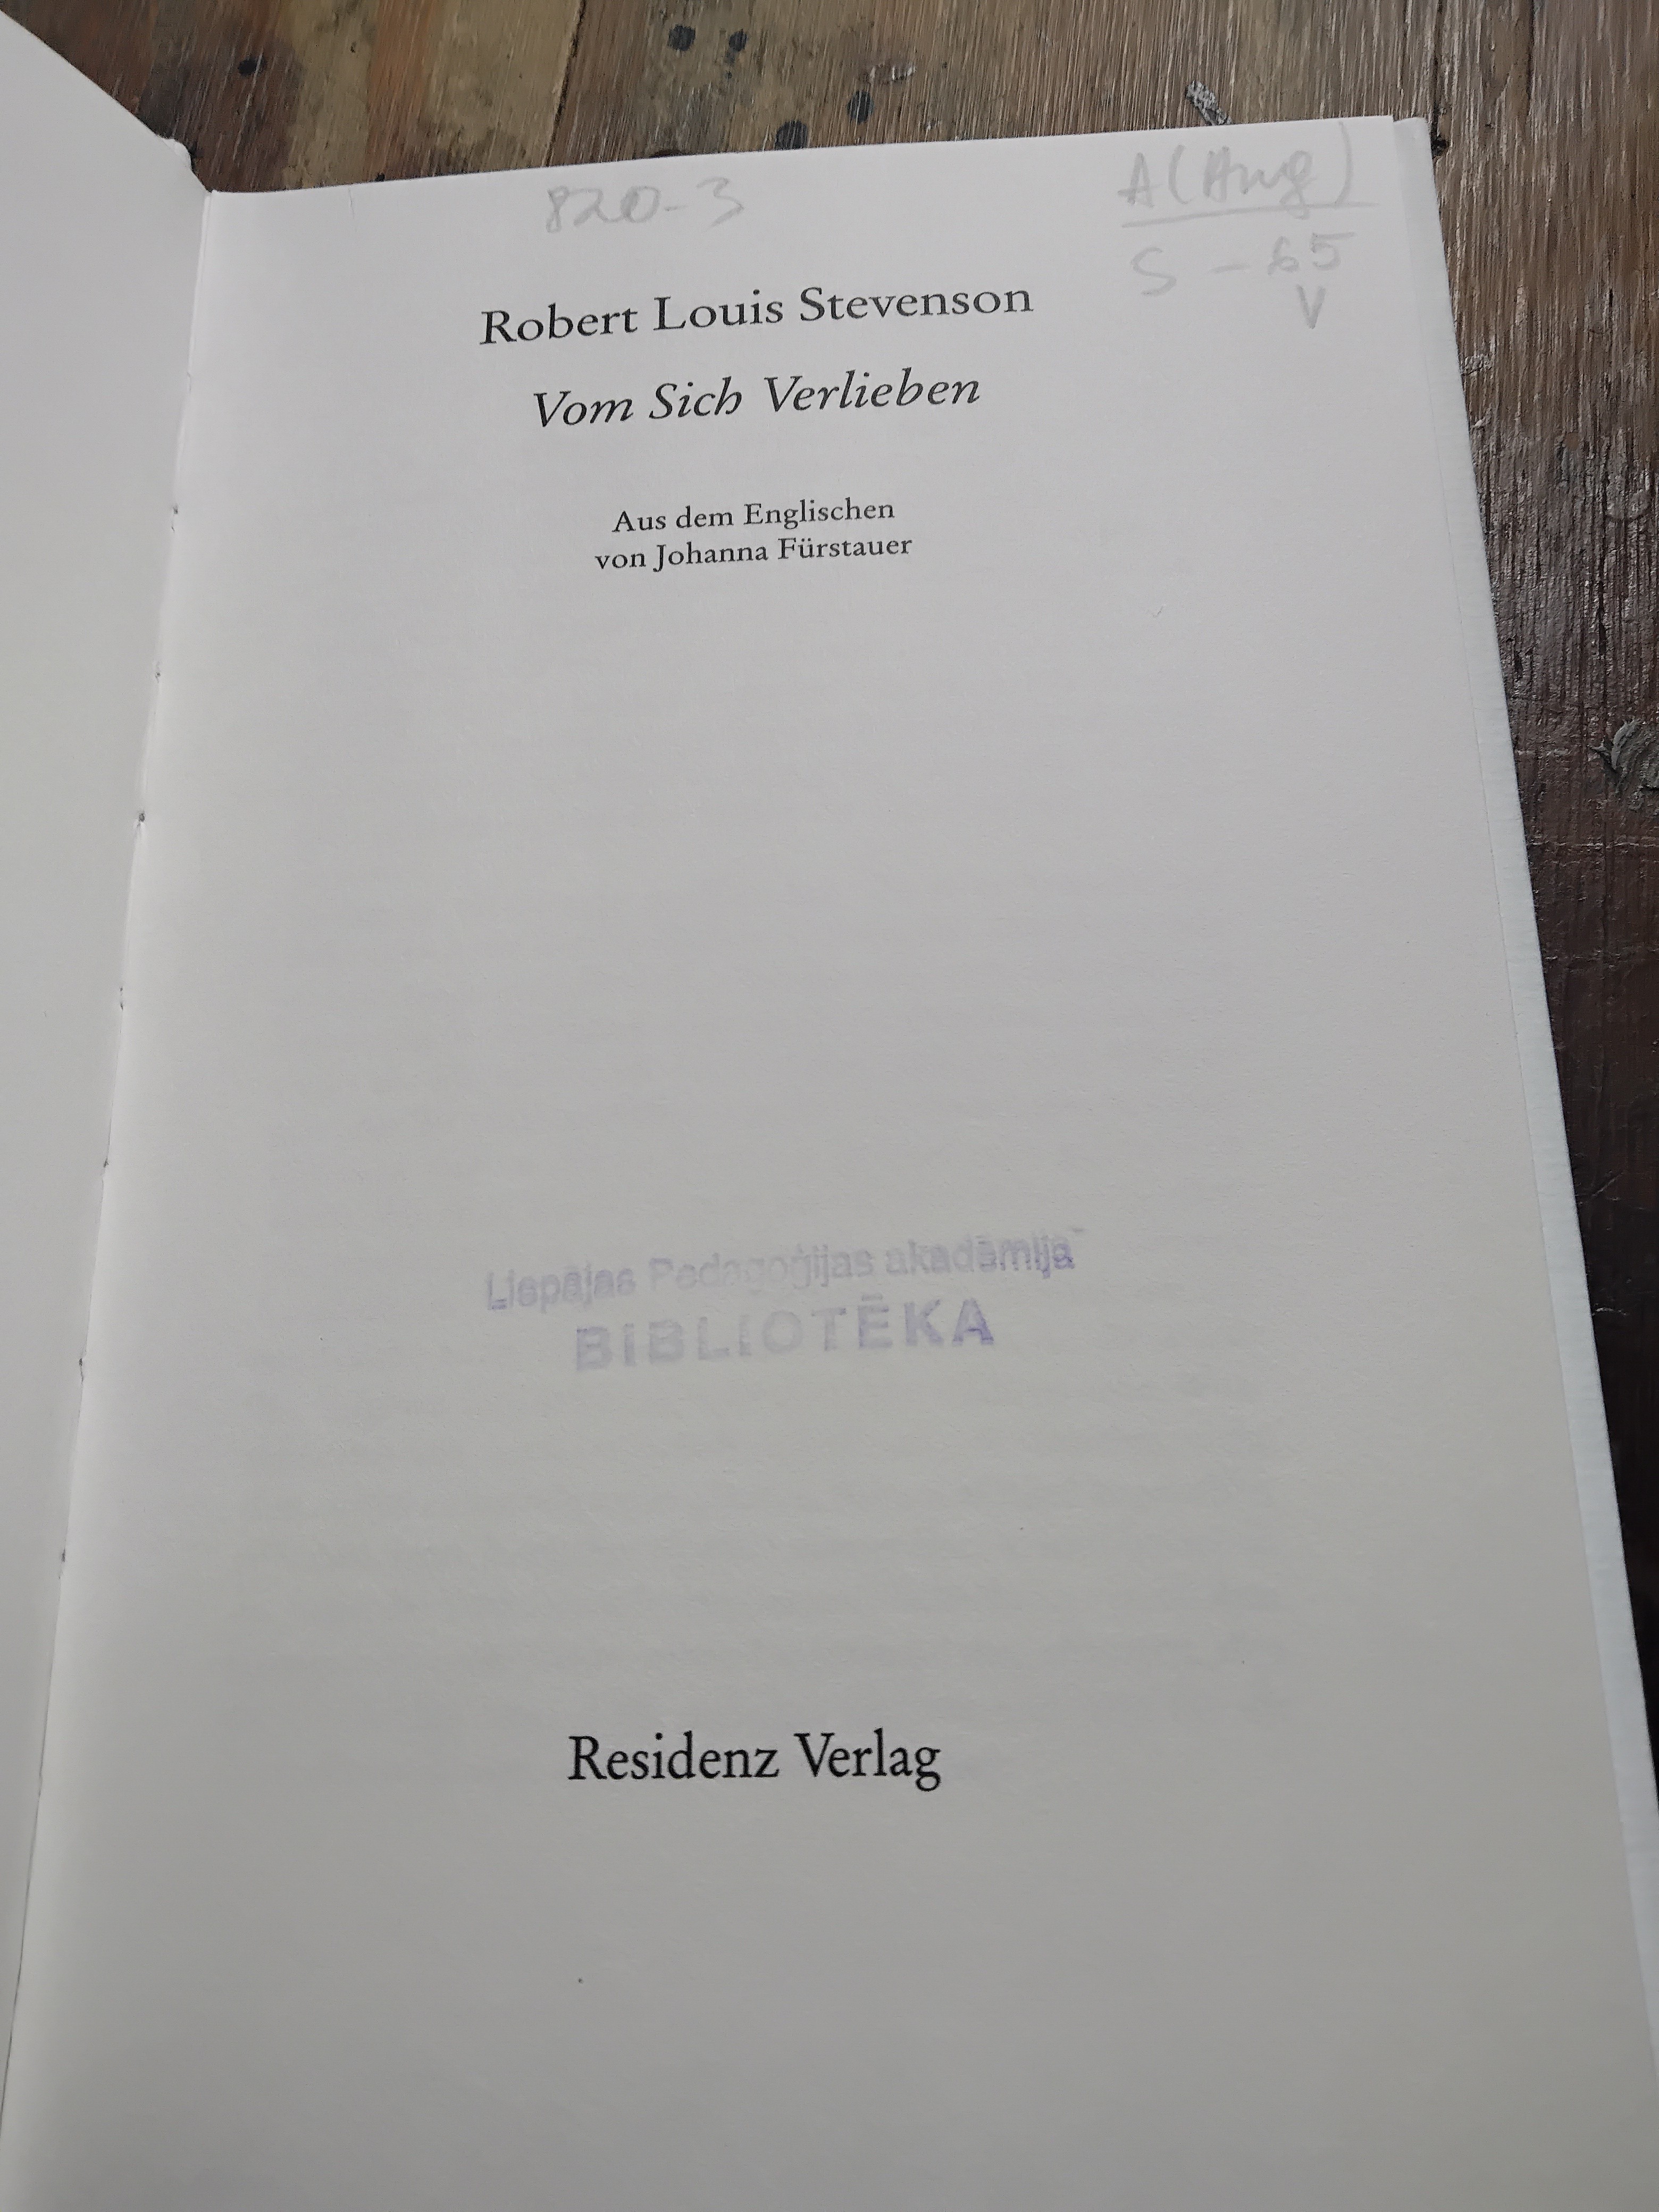 820-3
A (Ang)
S - 65
V
Robert Louis Stevenson
Vom Sich Verlieben
Aus dem Englischen
von Johanna Fürstauer
Liepājas Pedagoģijas akadēmija
BIBLIOTĒKA
Residenz Verlag